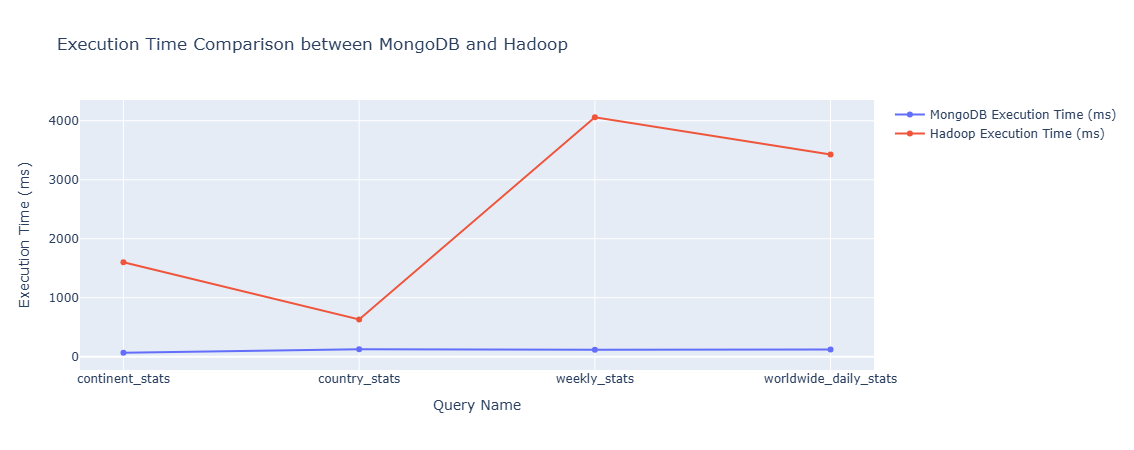 Execution Time Comparison between MongoDB and Hadoop
MongoDB Execution Time (ms)
Hadoop Execution Time (ms)
Execution Time (ms)
4000
3000
2000
1000
0
continent_stats
country_stats
weekly_stats
worldwide_daily_stats
Query Name